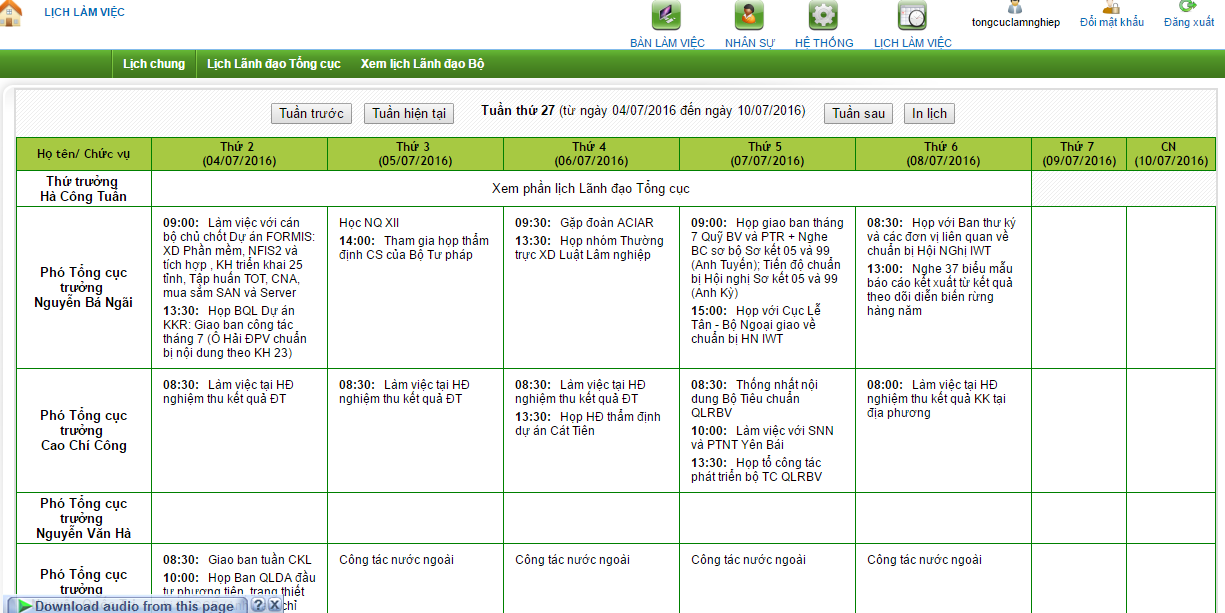 LỊCH LÀM VIỆC
BÀN LÀM VIỆC
NHÂN SỰ
HỆ THỐNG
LỊCH LÀM VIỆC
tongcuclamnghiep
Đổi mật khẩu
Đăng xuất
Lịch chung
Lịch Lãnh đạo Tổng cục
Xem lịch Lãnh đạo Bộ
Tuần trước
Tuần hiện tại
Tuần thứ 27 (từ ngày 04/07/2016 đến ngày 10/07/2016)
Tuần sau
In lịch
Họ tên/ Chức vụ
Thứ 2
(04/07/2016)
Thứ 3
(05/07/2016)
Thứ 4
(06/07/2016)
Thứ 5
(07/07/2016)
Thứ 6
(08/07/2016)
Thứ 7
(09/07/2016)
CN
(10/07/2016)
Thứ trưởng
Hà Công Tuấn
Xem phần lịch Lãnh đạo Tổng cục
Phó Tổng cục
trưởng
Nguyễn Bá Ngãi
09:00: Làm việc với cán
bộ chủ chốt Dự án FORMIS:
XD Phần mềm, NFIS2 và
tích hợp , KH triển khai 25
tỉnh, Tập huấn TOT, CNA,
mua sắm SAN và Server
13:30: Họp BQL Dự án
KKR: Giao ban công tác
tháng 7 (Ô Hải ĐPV chuẩn
bị nội dung theo KH 23)
Học NQ XII
14:00: Tham gia họp thẩm
định CS của Bộ Tư pháp
09:30: Gặp đoàn ACIAR
13:30: Họp nhóm Thường
trực XD Luật Lâm nghiệp
09:00: Họp giao ban tháng
7 Quỹ BV và PTR + Nghe
BC sơ bộ Sơ kết 05 và 99
(Anh Tuyến); Tiến độ chuẩn
bị Hội nghị Sơ kết 05 và 99
(Anh Kỳ)
15:00: Họp với Cục Lễ
Tân - Bộ Ngoại giao về
chuẩn bị HN IWT
08:30: Họp với Ban thư ký
và các đơn vị liên quan về
chuẩn bị Hội NGhị IWT
13:00: Nghe 37 biểu mẫu
báo cáo kết xuất từ kết quả
theo dõi diễn biến rừng
hàng năm
Phó Tổng cục
trưởng
Cao Chí Công
08:30: Làm việc tại HĐ
nghiệm thu kết quả ĐT
08:30: Làm việc tại HĐ
nghiệm thu kết quả ĐT
08:30: Làm việc tại HĐ
nghiệm thu kết quả ĐT
13:30: Họp HĐ thẩm định
dự án Cát Tiên
08:30: Thống nhất nội
dung Bộ Tiêu chuẩn
QLRBV
10:00: Làm việc với SNN
và PTNT Yên Bái
13:30: Họp tổ công tác
phát triển bộ TC QLRBV
08:00: Làm việc tại HĐ
nghiệm thu kết quả KK tại
địa phương
Phó Tổng cục
trưởng
Nguyễn Văn Hà
Phó Tổng cục
trưởng
08:30: Giao ban tuần CKL
10:00: Họp Ban QLDA đầu
tư phương tiện, trang thiết
chỉ
Công tác nước ngoài
Công tác nước ngoài
Công tác nước ngoài
Công tác nước ngoài
Download audio from this page
? X